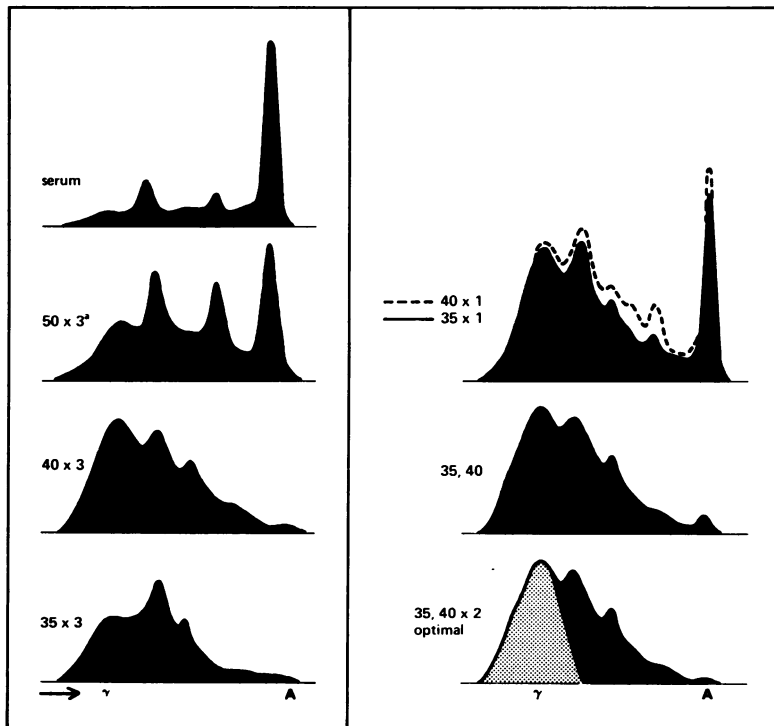 serum
50 x 3ª
40 x 3
35 x 3
γ A
40 x 1
35 x 1
35, 40
35, 40 x 2
optimal
γ A